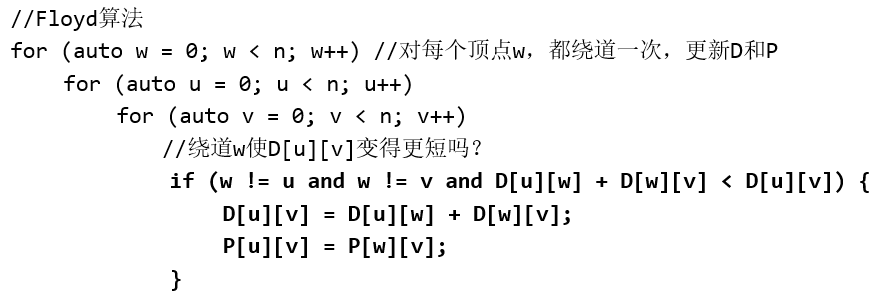 //Floyd算法
for (auto w = 0; w < n; w++) //对每个顶点w，都绕道一次，更新D和P
for (auto u = 0; u < n; u++)
for (auto v = 0; v < n; v++)
//绕道w使D[u][v]变得更短吗？
if (w != u and w != v and D[u][w] + D[w][v] < D[u][v]) {
D[u][v] = D[u][w] + D[w][v];
P[u][v] = P[w][v];
}